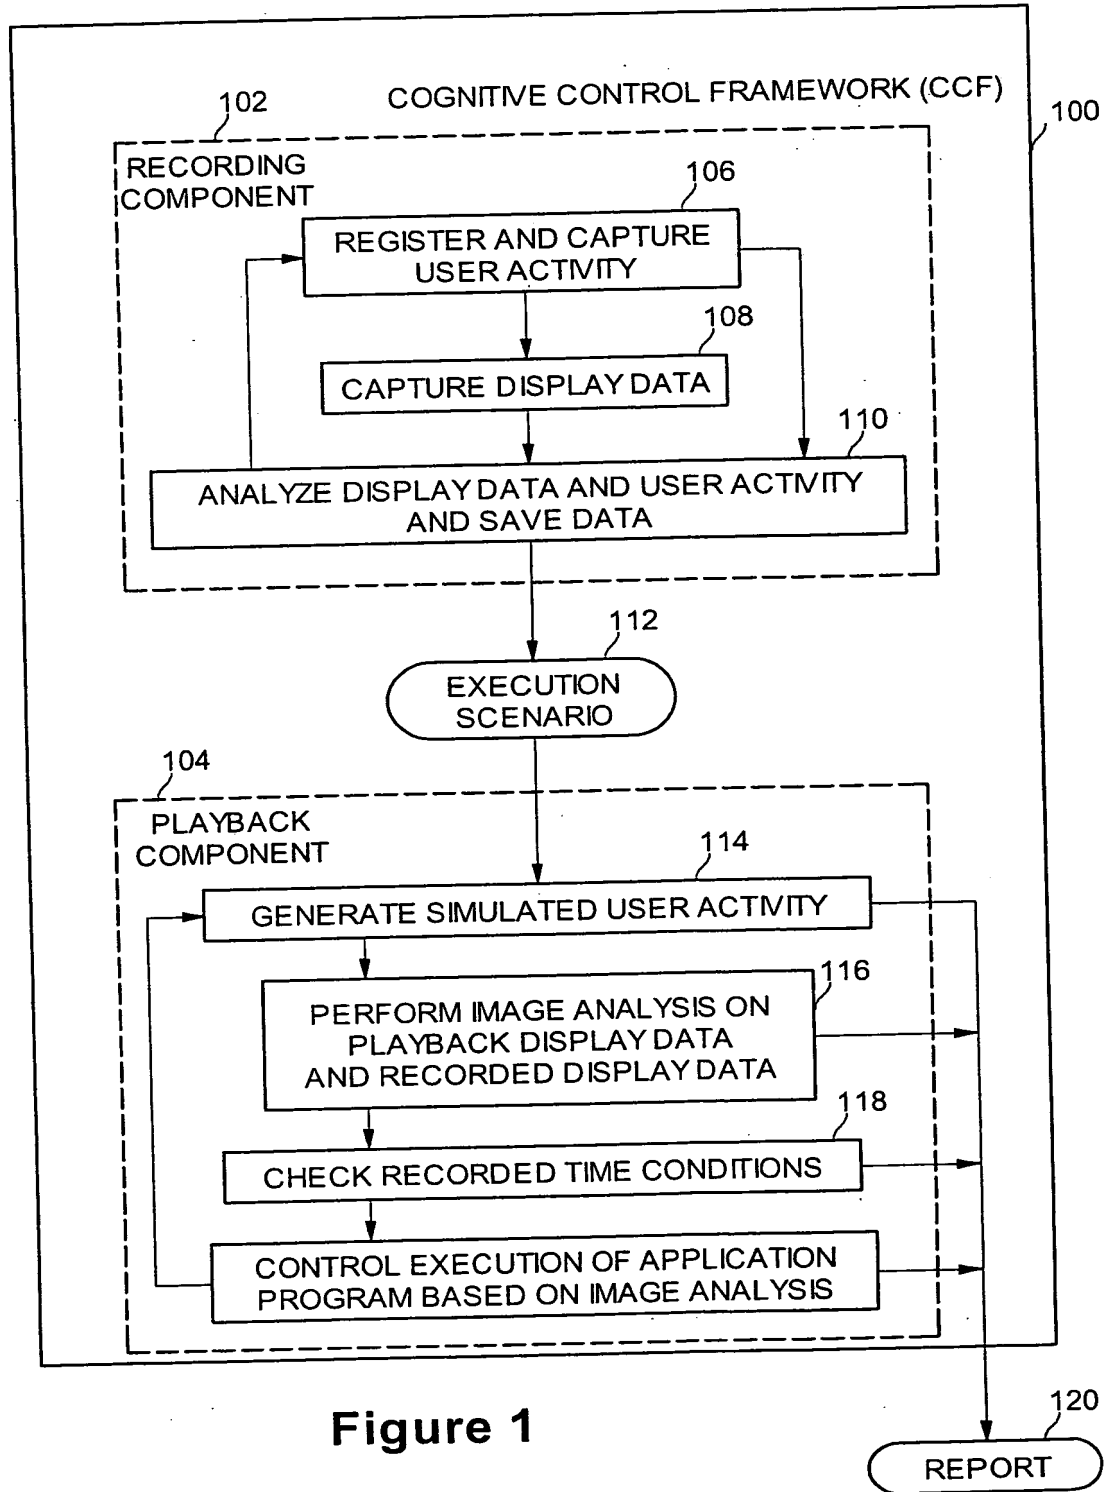 COGNITIVE CONTROL FRAMEWORK (CCF)
100
102
RECORDING
COMPONENT
106
REGISTER AND CAPTURE
USER ACTIVITY
108
CAPTURE DISPLAY DATA
110
ANALYZE DISPLAY DATA AND USER ACTIVITY
AND SAVE DATA
112
EXECUTION
SCENARIO
104
PLAYBACK
COMPONENT
114
GENERATE SIMULATED USER ACTIVITY
116
PERFORM IMAGE ANALYSIS ON
PLAYBACK DISPLAY DATA
AND RECORDED DISPLAY DATA
118
CHECK RECORDED TIME CONDITIONS
CONTROL EXECUTION OF APPLICATION
PROGRAM BASED ON IMAGE ANALYSIS
Figure 1
120
REPORT